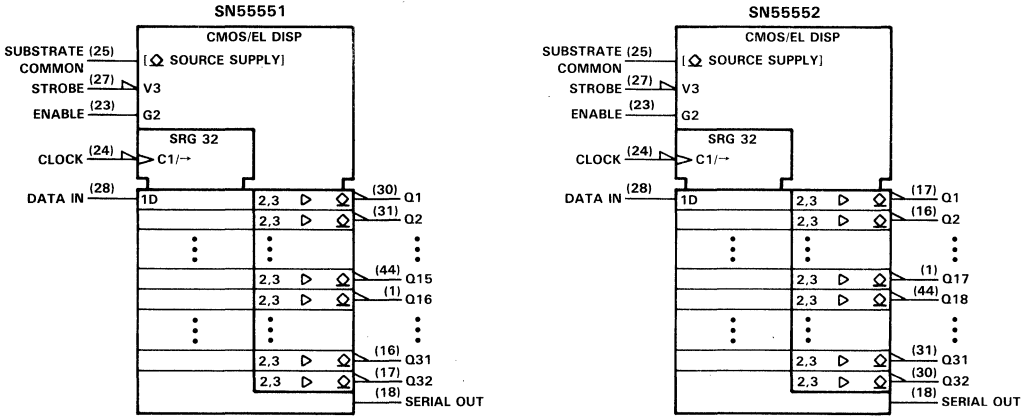 SN55551
CMOS/EL DISP
SUBSTRATE (25)
COMMON
[◇ SOURCE SUPPLY]
STROBE (27) V3
ENABLE (23) G2
SRG 32
CLOCK (24) C1/→
DATA IN (28) 1D
2,3 ▷ ◇ (30) Q1
2,3 ▷ ◇ (31) Q2
2,3 ▷ ◇ (44) Q15
2,3 ▷ ◇ (1) Q16
2,3 ▷ ◇ (16) Q31
2,3 ▷ ◇ (17) Q32
(18) SERIAL OUT
SN55552
CMOS/EL DISP
SUBSTRATE (25)
COMMON
[◇ SOURCE SUPPLY]
STROBE (27) V3
ENABLE (23) G2
SRG 32
CLOCK (24) C1/→
DATA IN (28) 1D
2,3 ▷ ◇ (17) Q1
2,3 ▷ ◇ (16) Q2
2,3 ▷ ◇ (1) Q17
2,3 ▷ ◇ (44) Q18
2,3 ▷ ◇ (31) Q31
2,3 ▷ ◇ (30) Q32
(18) SERIAL OUT